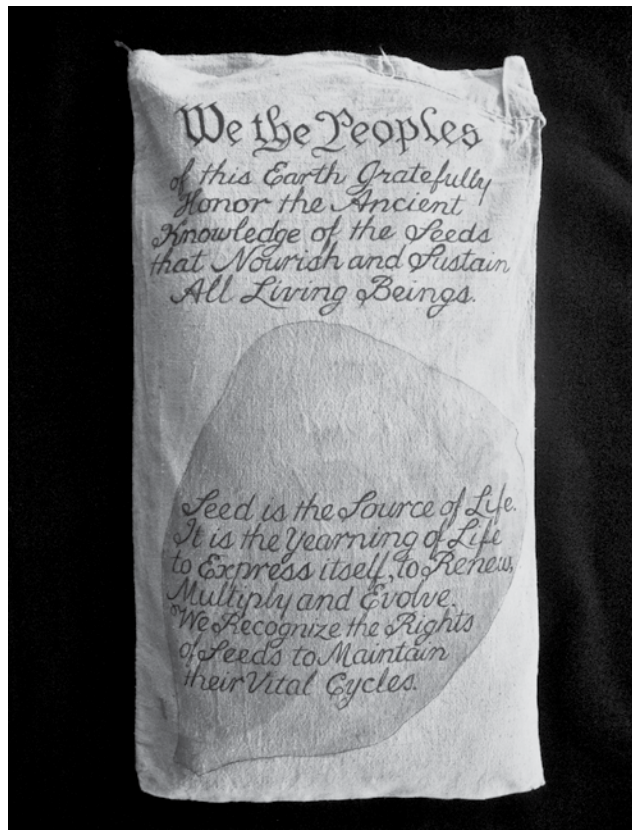 We the Peoples
of this Earth Gratefully
Honor the Ancient
Knowledge of the Seeds
that Nourish and Sustain
All Living Beings.
Seed is the Source of Life.
It is the Yearning of Life
to Express itself, to Renew,
Multiply and Evolve.
We Recognize the Rights
of Seeds to Maintain
their Vital Cycles.